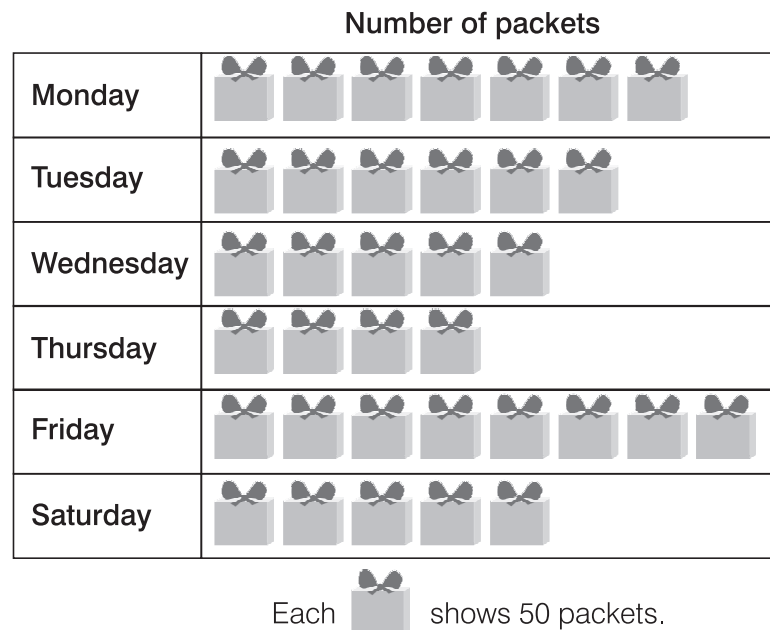 Number of packets
Monday
Tuesday
Wednesday
Thursday
Friday
Saturday
Each shows 50 packets.